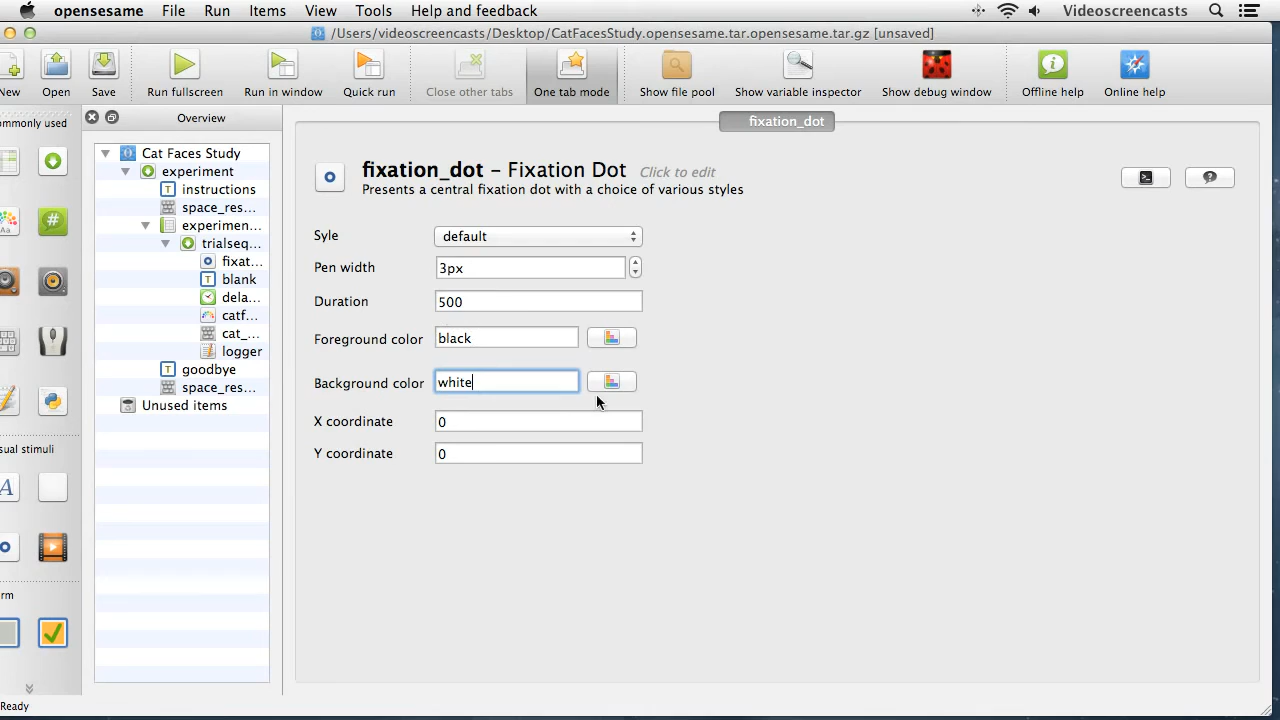 opensesame File Run Items View Tools Help and feedback Videoscreencasts
/Users/videoscreencasts/Desktop/CatFacesStudy.opensesame.tar.opensesame.tar.gz [unsaved]
New Open Save Run fullscreen Run in window Quick run Close other tabs One tab mode Show file pool Show variable inspector Show debug window Offline help Online help
ommonly used
Overview
fixation_dot
Cat Faces Study
experiment
instructions
space_res...
experimen...
trialseq...
fixat...
blank
dela...
catf...
cat_...
logger
goodbye
space_res...
Unused items
fixation_dot – Fixation Dot Click to edit
Presents a central fixation dot with a choice of various styles
Syle default
Pen width 3px
Duration 500
Foreground color black
Background color white
X coordinate 0
Y coordinate 0
Aa
#
sual stimuli
A
rm
Ready